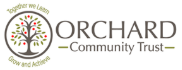 Together we Learn
Grow and Achieve
ORCHARD
Community Trust